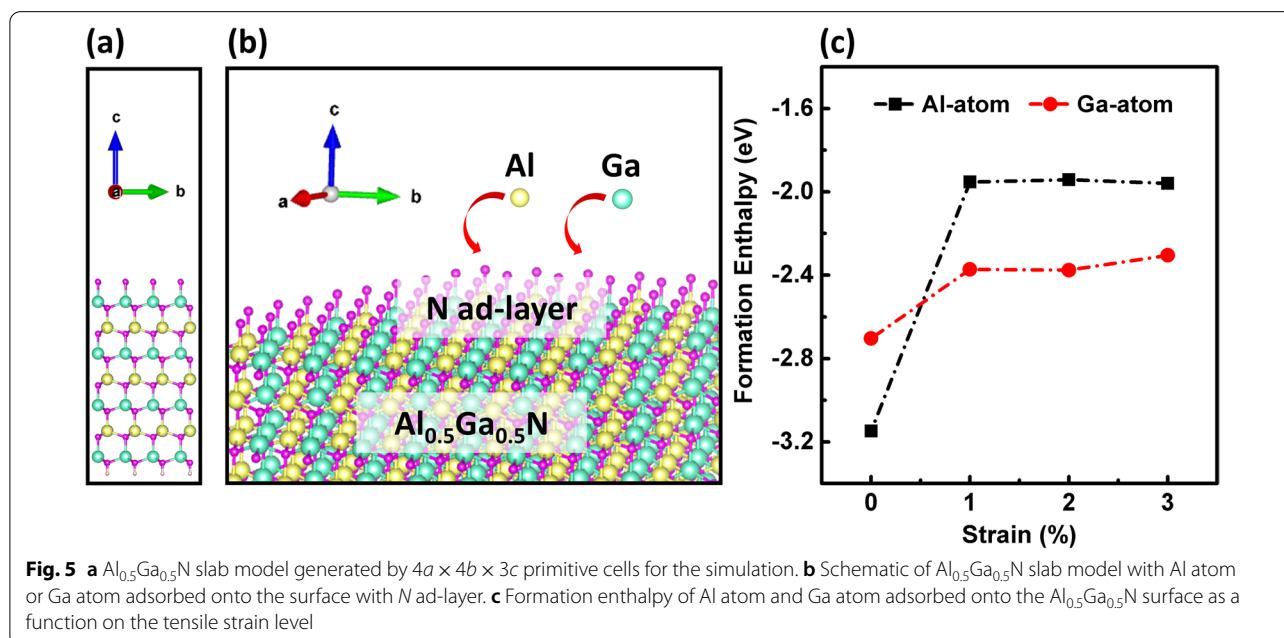 (a)
c
a
b
(b)
c
a
b
Al
Ga
N ad-layer
Al₀.₅Ga₀.₅N
(c)
Al-atom Ga-atom
Formation Enthalpy (eV)
-1.6
-2.0
-2.4
-2.8
-3.2
0 1 2 3
Strain (%)
Fig. 5 a Al₀.₅Ga₀.₅N slab model generated by 4a × 4b × 3c primitive cells for the simulation. b Schematic of Al₀.₅Ga₀.₅N slab model with Al atom
or Ga atom adsorbed onto the surface with N ad-layer. c Formation enthalpy of Al atom and Ga atom adsorbed onto the Al₀.₅Ga₀.₅N surface as a
function on the tensile strain level